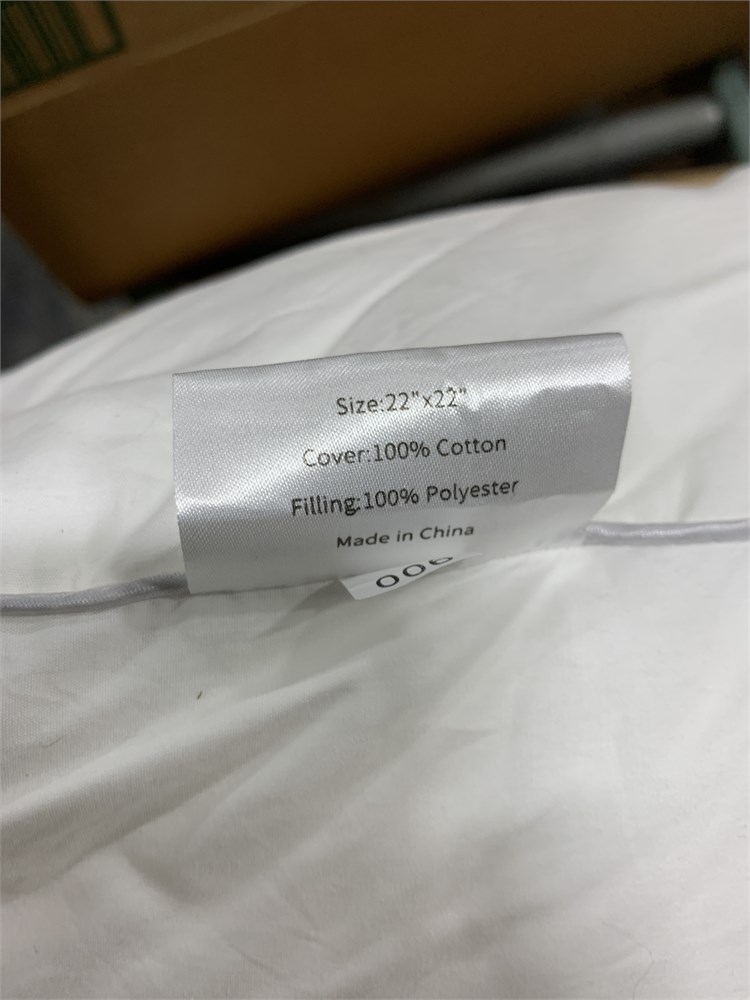 Size:22"x22"
Cover:100% Cotton
Filling:100% Polyester
Made in China